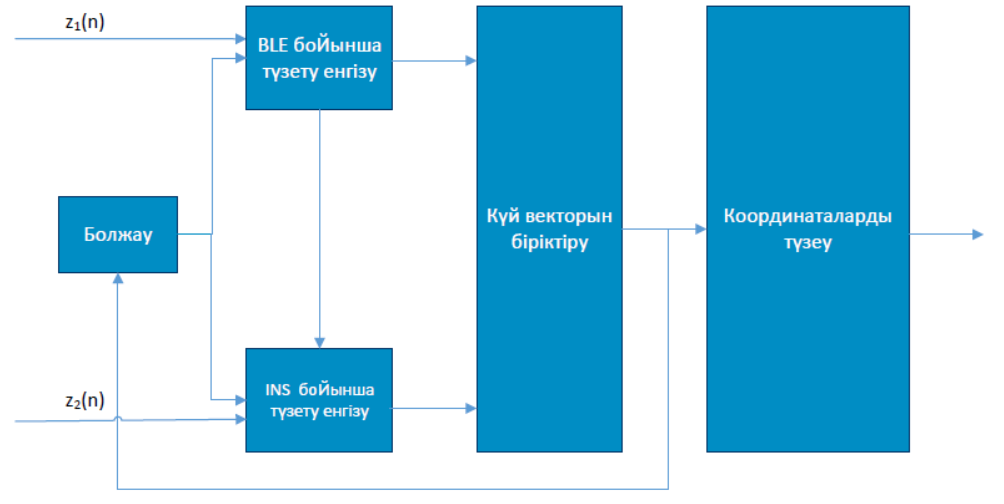 z₁(n)
BLE бойынша
түзету енгізу
Болжау
Күй векторын
біріктіру
Координаталарды
түзеу
z₂(n)
INS бойынша
түзету енгізу